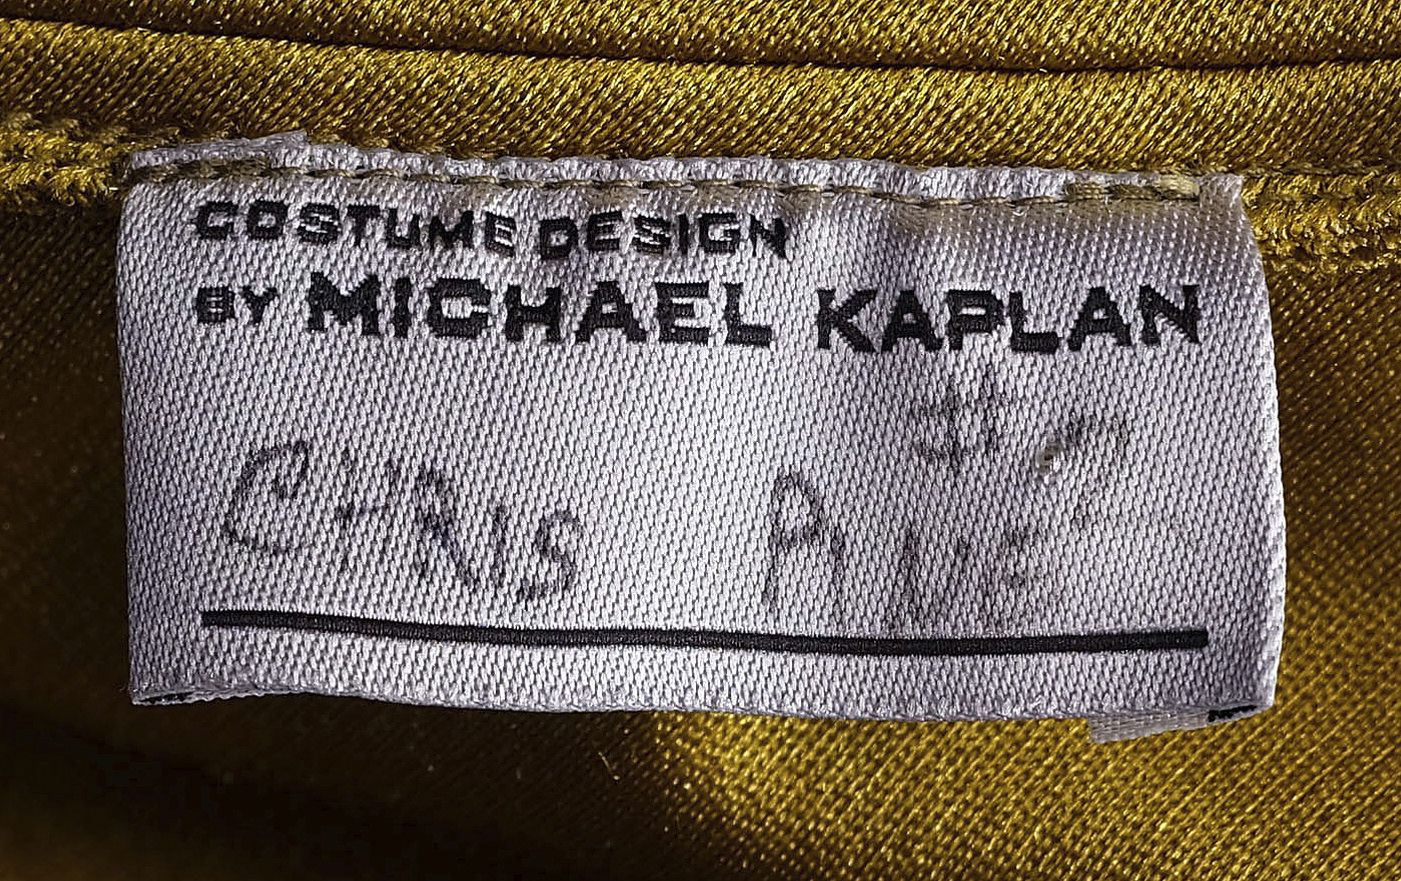 COSTUME DESIGN
BY MICHAEL KAPLAN
CHRIS PINE